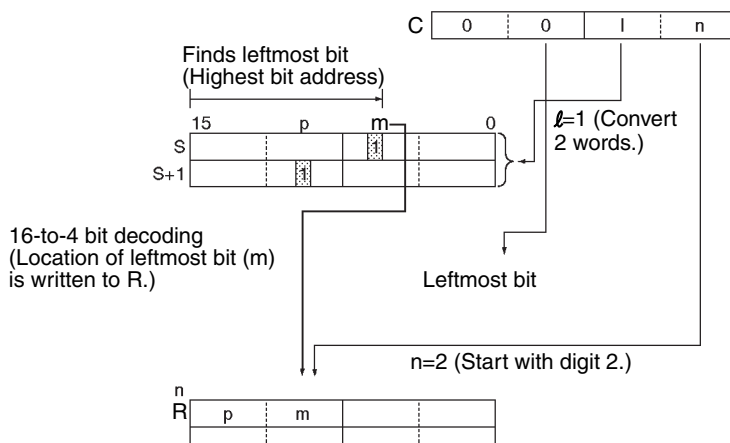 C 0 0 l n
Finds leftmost bit
(Highest bit address)
15 p m 0
ℓ=1 (Convert
2 words.)
S 1
S+1 1
16-to-4 bit decoding
(Location of leftmost bit (m)
is written to R.)
Leftmost bit
n=2 (Start with digit 2.)
n
R p m